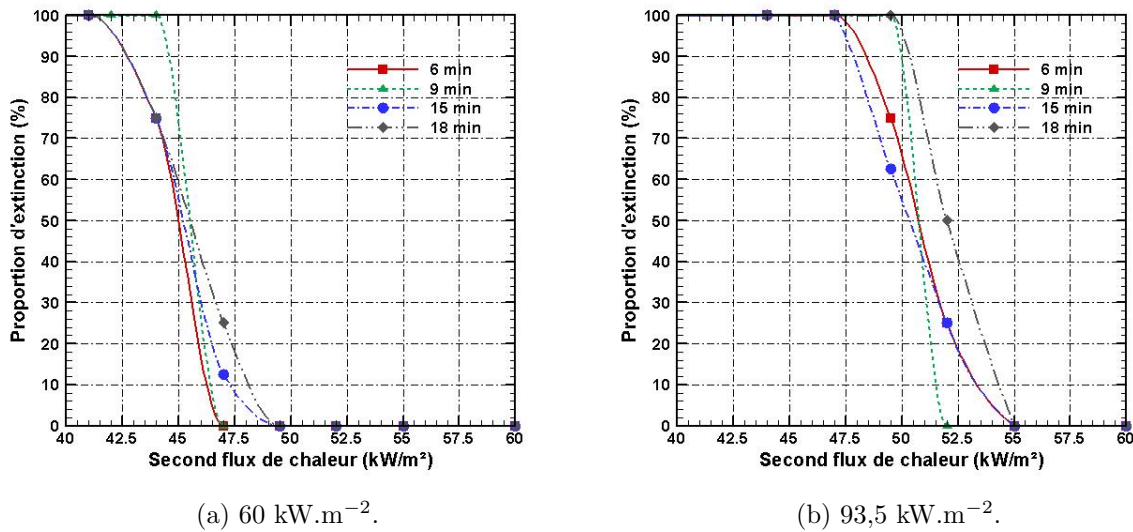 100
90
80
70
60
50
40
30
20
10
0
Proportion d'extinction (%)
6 min
9 min
15 min
18 min
40 42.5 45 47.5 50 52.5 55 57.5 60
Second flux de chaleur (kW/m²)
(a) 60 kW.m−2.
100
90
80
70
60
50
40
30
20
10
0
Proportion d'extinction (%)
6 min
9 min
15 min
18 min
40 42.5 45 47.5 50 52.5 55 57.5 60
Second flux de chaleur (kW/m²)
(b) 93,5 kW.m−2.